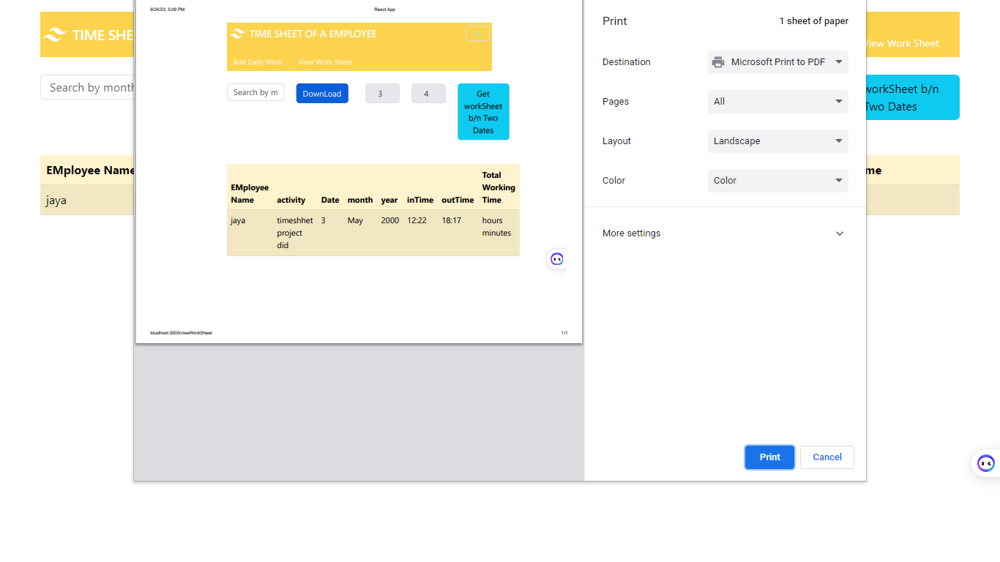 6/24/23, 5:09 PM
React App
Print
1 sheet of paper
TIME SHE
TIME SHEET OF A EMPLOYEE
View Work Sheet
Add Daily Work
View Work Sheet
Destination
Microsoft Print to PDF
Search by month
Search by m
DownLoad
3
4
Get
workSheet
b/n Two
Dates
workSheet b/n
Two Dates
Pages
All
Layout
Landscape
Color
Color
EMployee Name
me
jaya
EMployee
Name
activity
Date
month
year
inTime
outTime
Total
Working
Time
jaya
timeshhet
project
did
3
May
2000
12:22
18:17
hours
minutes
More settings
localhost:3000/viewWorkSheet
1/1
Print
Cancel